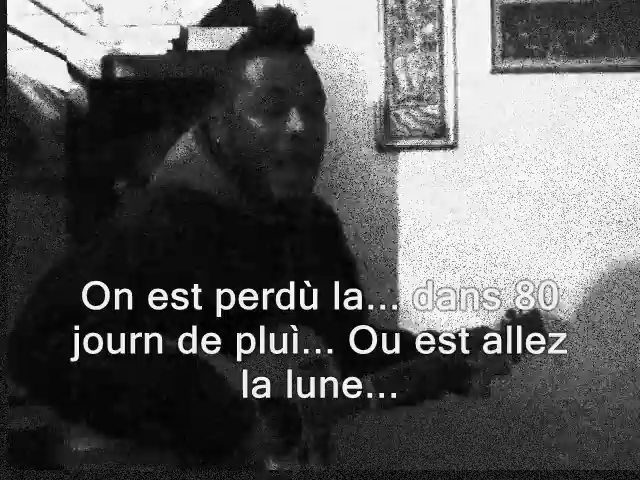 On est perdù la... dans 80
journ de pluì... Ou est allez
la lune...